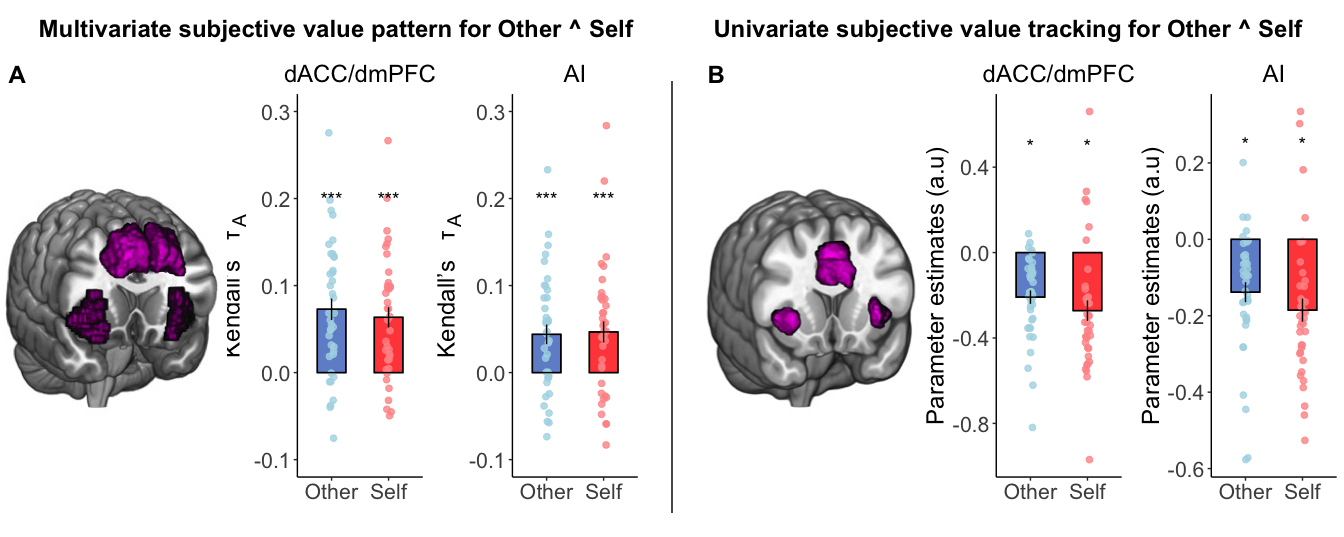 Multivariate subjective value pattern for Other ^ Self
A
dACC/dmPFC
Kendall s τA
0.3
0.2
0.1
0.0
-0.1
***
***
Other Self
AI
Kendall's τA
0.3
0.2
0.1
0.0
-0.1
***
***
Other Self
Univariate subjective value tracking for Other ^ Self
B
dACC/dmPFC
Parameter estimates (a.u)
0.4
0.0
-0.4
-0.8
*
*
Other Self
AI
Parameter estimates (a.u)
0.2
0.0
-0.2
-0.4
-0.6
*
*
Other Self